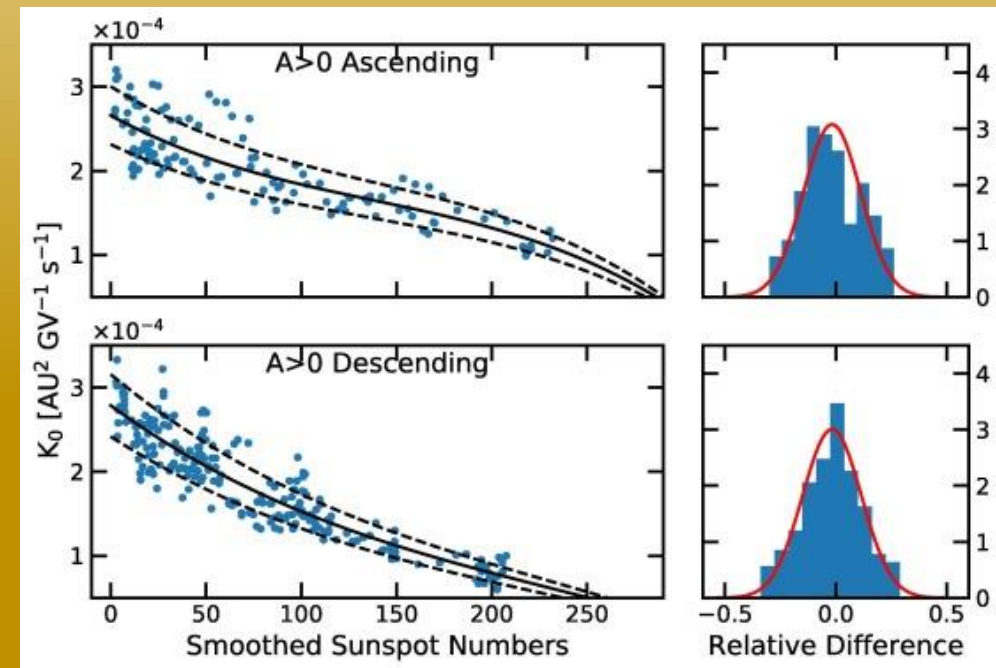 ×10⁻⁴
A>0 Ascending
3
2
1
4
3
2
1
0
K₀ [AU² GV⁻¹ s⁻¹]
×10⁻⁴
A>0 Descending
3
2
1
0 50 100 150 200 250
Smoothed Sunspot Numbers
4
3
2
1
0
−0.5 0.0 0.5
Relative Difference